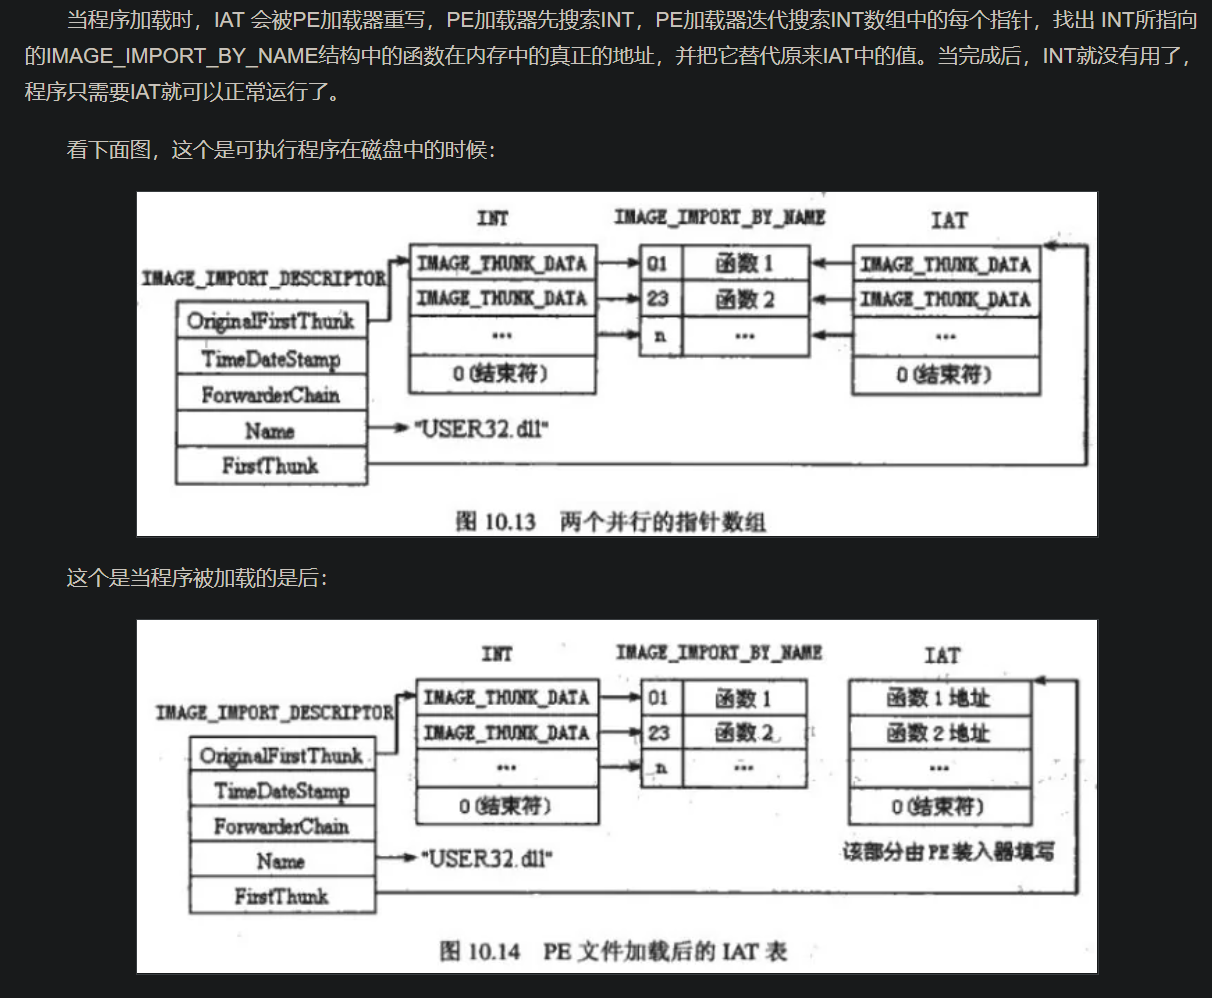 当程序加载时，IAT 会被PE加载器重写，PE加载器先搜索INT，PE加载器迭代搜索INT数组中的每个指针，找出 INT所指向
的IMAGE_IMPORT_BY_NAME结构中的函数在内存中的真正的地址，并把它替代原来IAT中的值。当完成后，INT就没有用了，
程序只需要IAT就可以正常运行了。
看下面图，这个是可执行程序在磁盘中的时候：
INT IMAGE_IMPORT_BY_NAME IAT
IMAGE_THUNK_DATA 01 函数 1 IMAGE_THUNK_DATA
IMAGE_IMPORT_DESCRIPTOR
IMAGE_THUNK_DATA 23 函数 2 IMAGE_THUNK_DATA
OriginalFirstThunk
... n ... ...
TimeDateStamp
0 (结束符) 0 (结束符)
ForwarderChain
Name "USER32.dll"
FirstThunk
图 10.13 两个并行的指针数组
这个是当程序被加载的是后：
INT IMAGE_IMPORT_BY_NAME IAT
IMAGE_THUNK_DATA 01 函数 1 函数 1 地址
IMAGE_IMPORT_DESCRIPTOR
IMAGE_THUNK_DATA 23 函数 2 函数 2 地址
OriginalFirstThunk
... n ... ...
TimeDateStamp
0 (结束符) 0 (结束符)
ForwarderChain
该部分由 PE 装入器填写
Name "USER32.dll"
FirstThunk
图 10.14 PE 文件加载后的 IAT 表